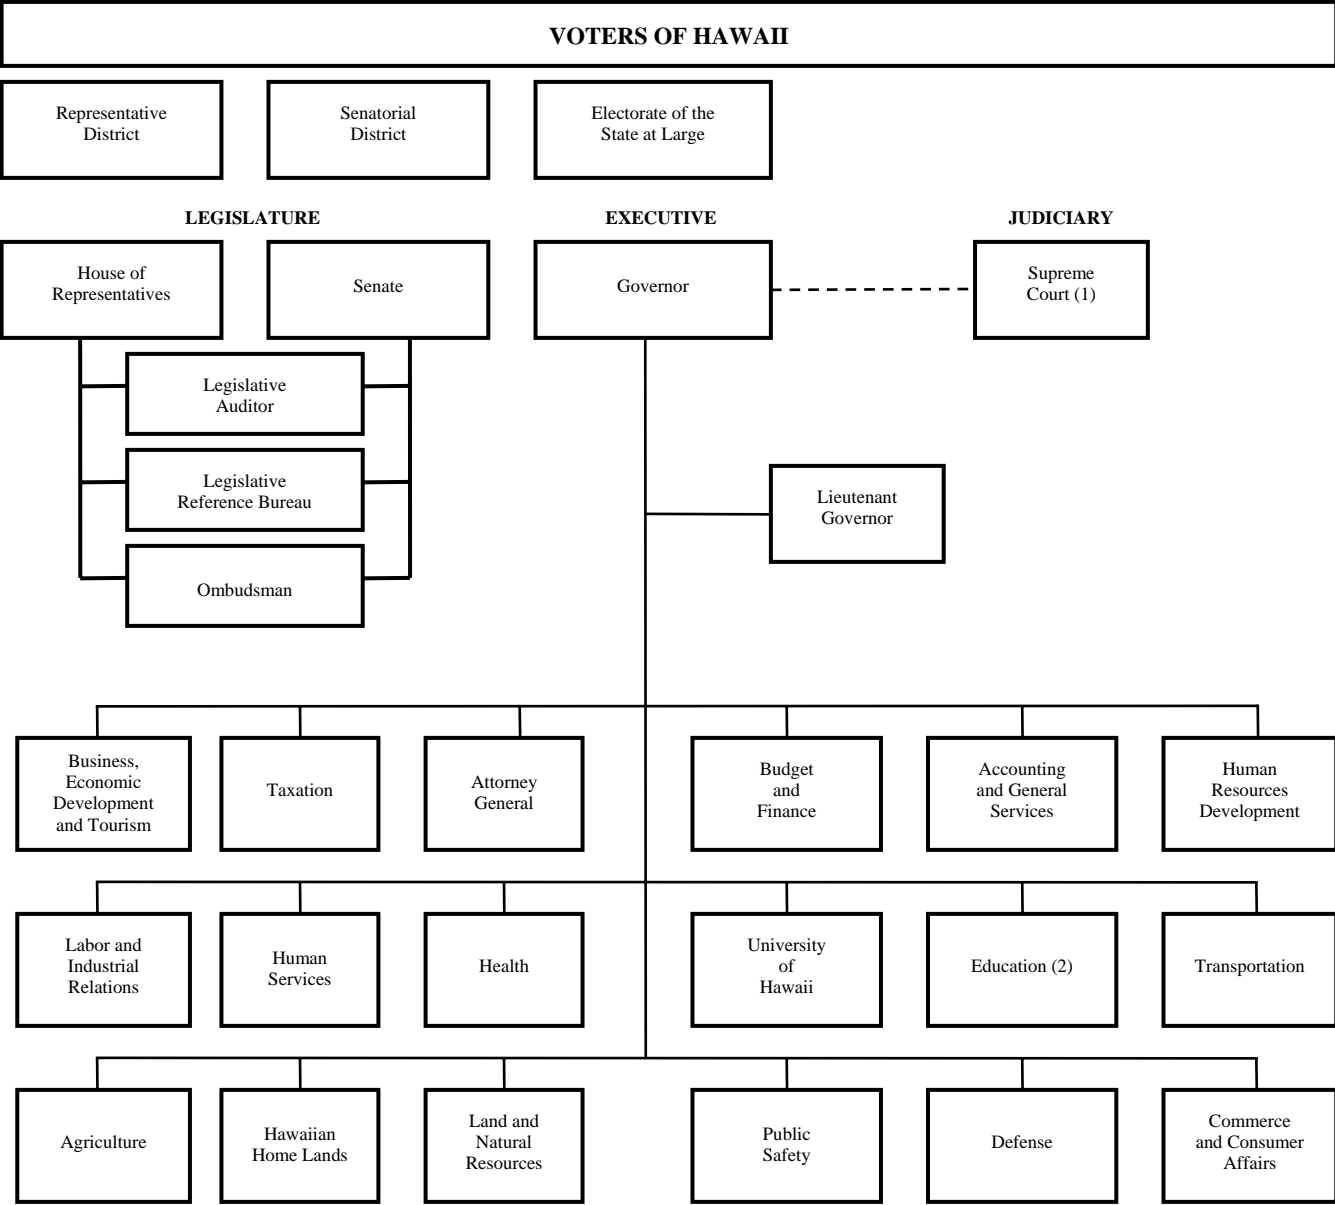 VOTERS OF HAWAII
Representative
District
Senatorial
District
Electorate of the
State at Large
LEGISLATURE
EXECUTIVE
JUDICIARY
House of
Representatives
Senate
Governor
Supreme
Court (1)
Legislative
Auditor
Legislative
Reference Bureau
Ombudsman
Lieutenant
Governor
Business,
Economic
Development
and Tourism
Taxation
Attorney
General
Budget
and
Finance
Accounting
and General
Services
Human
Resources
Development
Labor and
Industrial
Relations
Human
Services
Health
University
of
Hawaii
Education (2)
Transportation
Agriculture
Hawaiian
Home Lands
Land and
Natural
Resources
Public
Safety
Defense
Commerce
and Consumer
Affairs